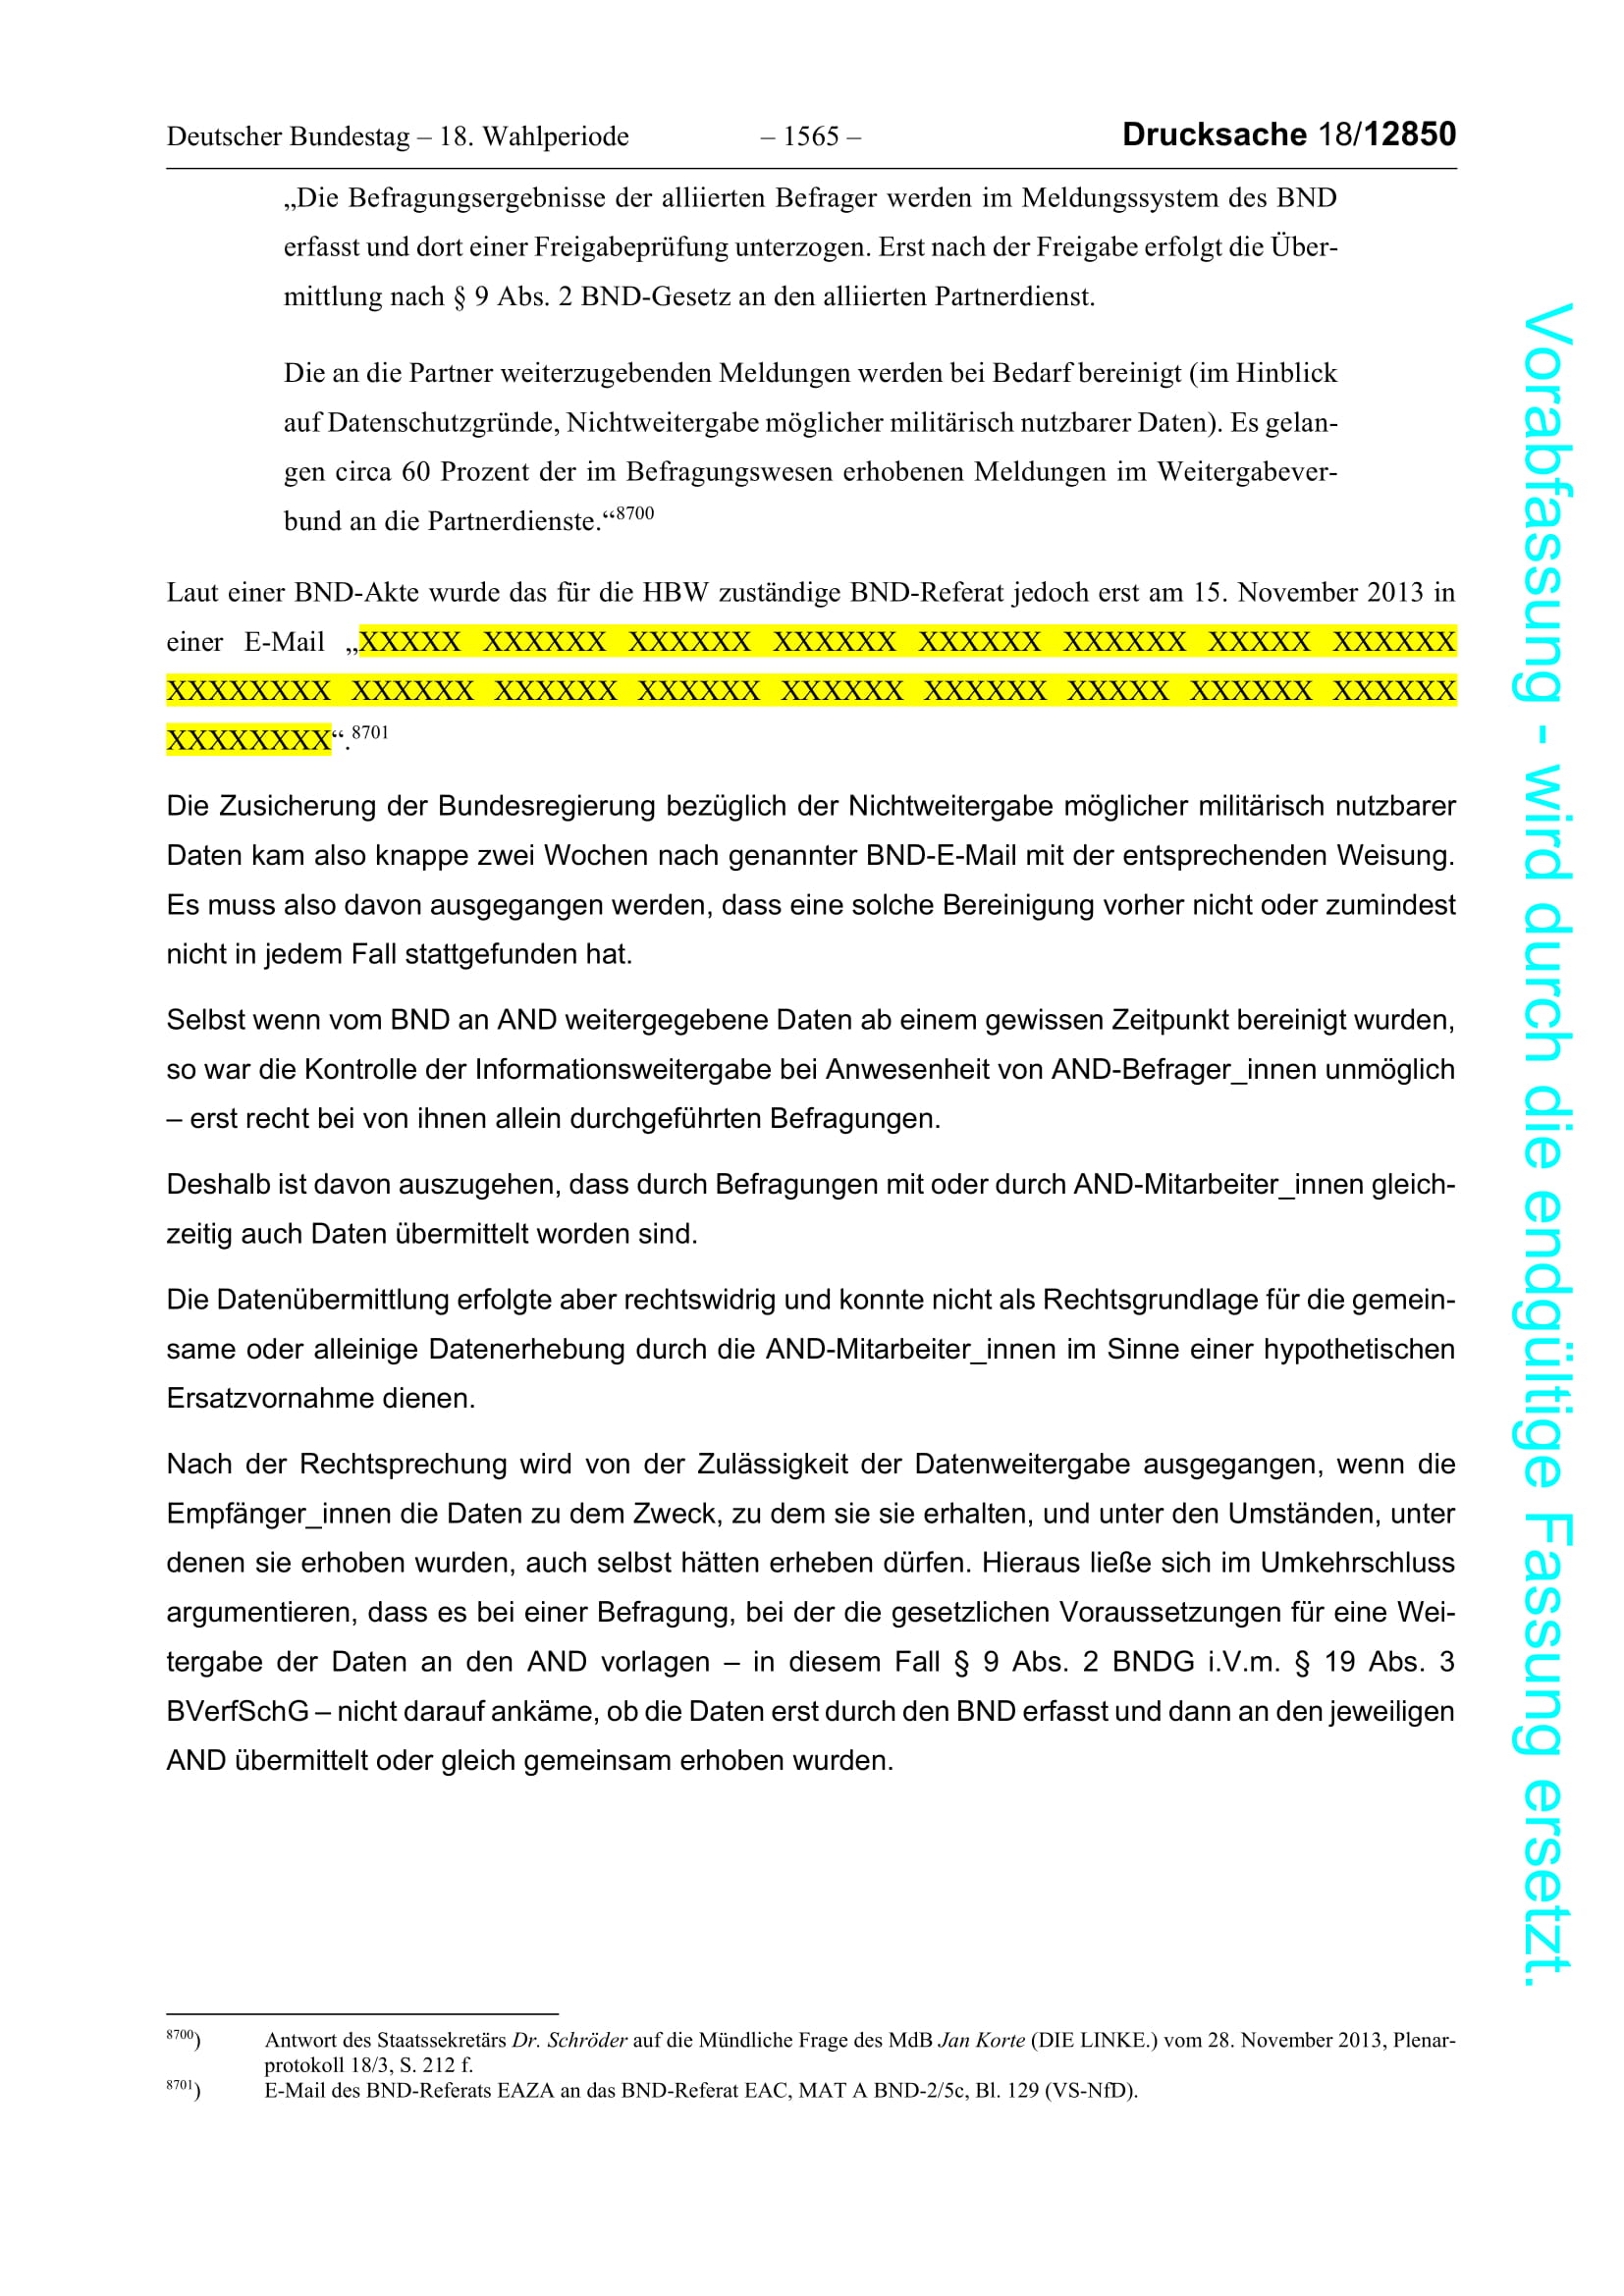 Deutscher Bundestag – 18. Wahlperiode – 1565 – Drucksache 18/12850
„Die Befragungsergebnisse der alliierten Befrager werden im Meldungssystem des BND
erfasst und dort einer Freigabeprüfung unterzogen. Erst nach der Freigabe erfolgt die Über-
mittlung nach § 9 Abs. 2 BND-Gesetz an den alliierten Partnerdienst.
Die an die Partner weiterzugebenden Meldungen werden bei Bedarf bereinigt (im Hinblick
auf Datenschutzgründe, Nichtweitergabe möglicher militärisch nutzbarer Daten). Es gelan-
gen circa 60 Prozent der im Befragungswesen erhobenen Meldungen im Weitergabever-
bund an die Partnerdienste.“8700
Laut einer BND-Akte wurde das für die HBW zuständige BND-Referat jedoch erst am 15. November 2013 in
einer E-Mail „XXXXX XXXXXX XXXXXX XXXXXX XXXXXX XXXXXX XXXXX XXXXXX
XXXXXXXX XXXXXX XXXXXX XXXXXX XXXXXX XXXXXX XXXXX XXXXXX XXXXXX
XXXXXXXX“.8701
Die Zusicherung der Bundesregierung bezüglich der Nichtweitergabe möglicher militärisch nutzbarer
Daten kam also knappe zwei Wochen nach genannter BND-E-Mail mit der entsprechenden Weisung.
Es muss also davon ausgegangen werden, dass eine solche Bereinigung vorher nicht oder zumindest
nicht in jedem Fall stattgefunden hat.
Selbst wenn vom BND an AND weitergegebene Daten ab einem gewissen Zeitpunkt bereinigt wurden,
so war die Kontrolle der Informationsweitergabe bei Anwesenheit von AND-Befrager_innen unmöglich
– erst recht bei von ihnen allein durchgeführten Befragungen.
Deshalb ist davon auszugehen, dass durch Befragungen mit oder durch AND-Mitarbeiter_innen gleich-
zeitig auch Daten übermittelt worden sind.
Die Datenübermittlung erfolgte aber rechtswidrig und konnte nicht als Rechtsgrundlage für die gemein-
same oder alleinige Datenerhebung durch die AND-Mitarbeiter_innen im Sinne einer hypothetischen
Ersatzvornahme dienen.
Nach der Rechtsprechung wird von der Zulässigkeit der Datenweitergabe ausgegangen, wenn die
Empfänger_innen die Daten zu dem Zweck, zu dem sie sie erhalten, und unter den Umständen, unter
denen sie erhoben wurden, auch selbst hätten erheben dürfen. Hieraus ließe sich im Umkehrschluss
argumentieren, dass es bei einer Befragung, bei der die gesetzlichen Voraussetzungen für eine Wei-
tergabe der Daten an den AND vorlagen – in diesem Fall § 9 Abs. 2 BNDG i.V.m. § 19 Abs. 3
BVerfSchG – nicht darauf ankäme, ob die Daten erst durch den BND erfasst und dann an den jeweiligen
AND übermittelt oder gleich gemeinsam erhoben wurden.
8700) Antwort des Staatssekretärs Dr. Schröder auf die Mündliche Frage des MdB Jan Korte (DIE LINKE.) vom 28. November 2013, Plenar-
protokoll 18/3, S. 212 f.
8701) E-Mail des BND-Referats EAZA an das BND-Referat EAC, MAT A BND-2/5c, Bl. 129 (VS-NfD).
Vorabfassung - wird durch die endgültige Fassung ersetzt.